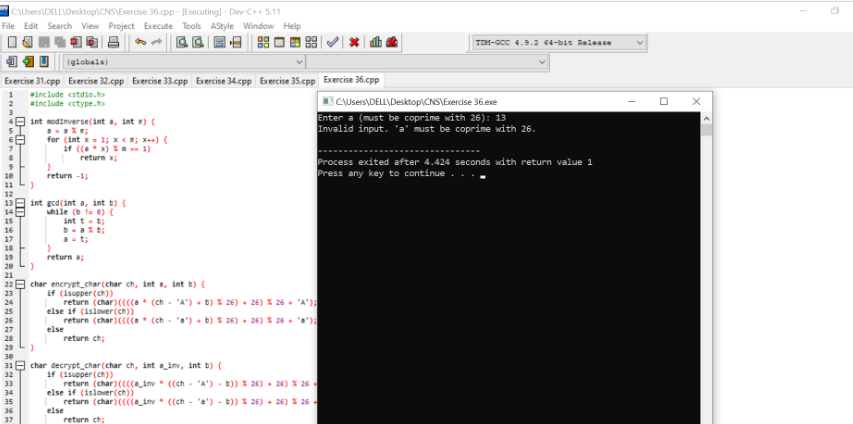 C:\Users\DELL\Desktop\CNS\Exercise 36.cpp - [Executing] - Dev-C++ 5.11
File Edit Search View Project Execute Tools AStyle Window Help
TDM-GCC 4.9.2 64-bit Release
(globals)
Exercise 31.cpp Exercise 32.cpp Exercise 33.cpp Exercise 34.cpp Exercise 35.cpp Exercise 36.cpp
1 #include <stdio.h>
2 #include <ctype.h>
3
4 int modInverse(int a, int m) {
5 a = a % m;
6 for (int x = 1; x < m; x++) {
7 if ((a * x) % m == 1)
8 return x;
9 }
10 return -1;
11 }
12
13 int gcd(int a, int b) {
14 while (b != 0) {
15 int t = b;
16 b = a % b;
17 a = t;
18 }
19 return a;
20 }
21
22 char encrypt_char(char ch, int a, int b) {
23 if (isupper(ch))
24 return (char)((((a * (ch - 'A') + b) % 26) + 26) % 26 + 'A');
25 else if (islower(ch))
26 return (char)((((a * (ch - 'a') + b) % 26) + 26) % 26 + 'a');
27 else
28 return ch;
29 }
30
31 char decrypt_char(char ch, int a_inv, int b) {
32 if (isupper(ch))
33 return (char)((((a_inv * ((ch - 'A') - b)) % 26) + 26) % 26 +
34 else if (islower(ch))
35 return (char)((((a_inv * ((ch - 'a') - b)) % 26) + 26) % 26 +
36 else
37 return ch;
C:\Users\DELL\Desktop\CNS\Exercise 36.exe
Enter a (must be coprime with 26): 13
Invalid input. 'a' must be coprime with 26.
--------------------------------
Process exited after 4.424 seconds with return value 1
Press any key to continue . . .